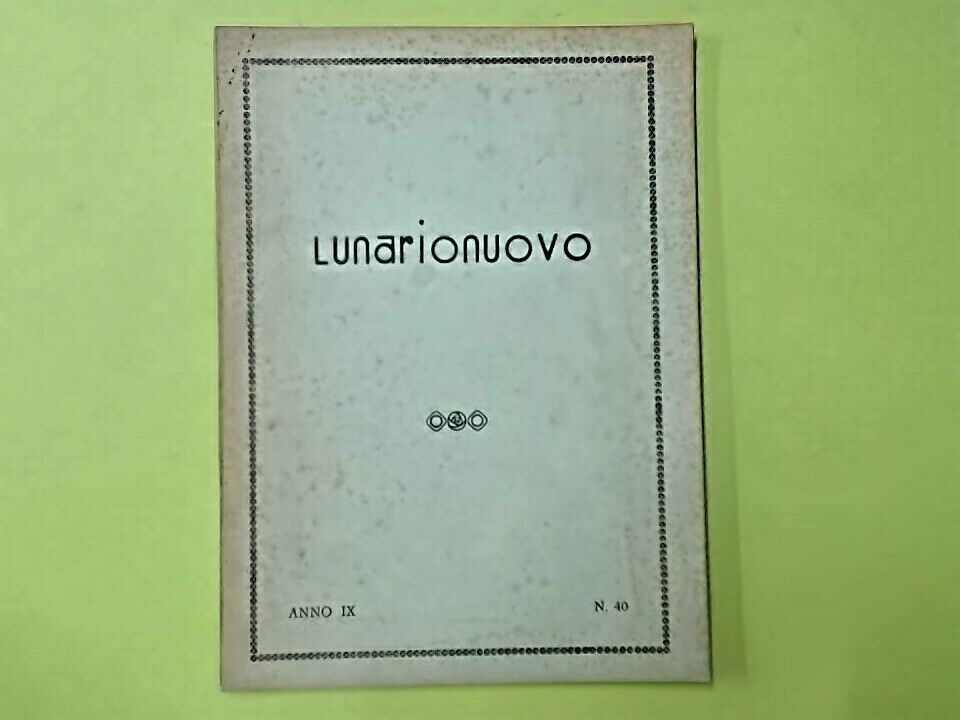 Lunarionuovo
ANNO IX
N. 40